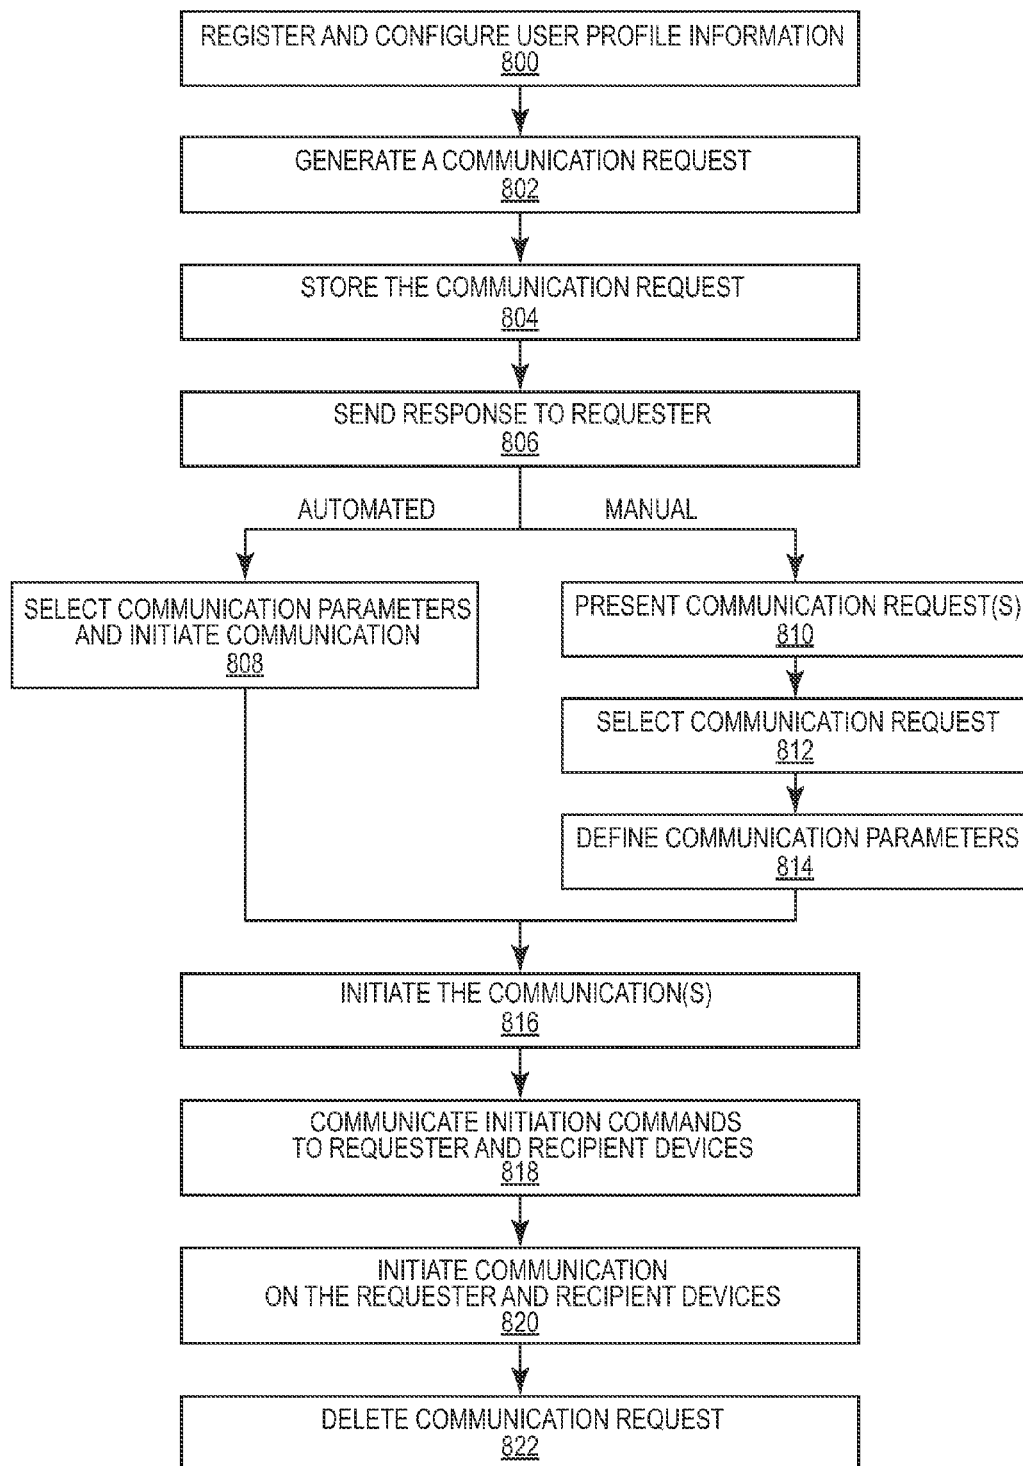 REGISTER AND CONFIGURE USER PROFILE INFORMATION
800
GENERATE A COMMUNICATION REQUEST
802
STORE THE COMMUNICATION REQUEST
804
SEND RESPONSE TO REQUESTER
806
AUTOMATED
MANUAL
SELECT COMMUNICATION PARAMETERS
AND INITIATE COMMUNICATION
808
PRESENT COMMUNICATION REQUEST(S)
810
SELECT COMMUNICATION REQUEST
812
DEFINE COMMUNICATION PARAMETERS
814
INITIATE THE COMMUNICATION(S)
816
COMMUNICATE INITIATION COMMANDS
TO REQUESTER AND RECIPIENT DEVICES
818
INITIATE COMMUNICATION
ON THE REQUESTER AND RECIPIENT DEVICES
820
DELETE COMMUNICATION REQUEST
822